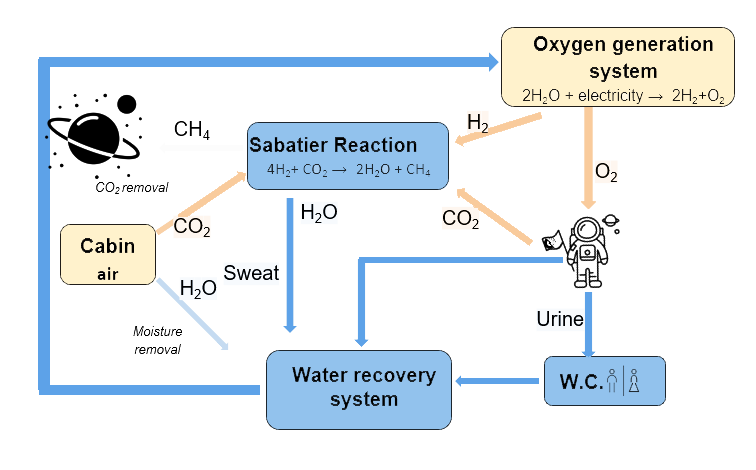 Oxygen generation
system
2H₂O + electricity → 2H₂+O₂
H₂
CH₄
Sabatier Reaction
4H₂+ CO₂ → 2H₂O + CH₄
O₂
CO₂ removal
CO₂
H₂O
CO₂
Cabin
air
Sweat
H₂O
Urine
Moisture
removal
Water recovery
system
W.C.